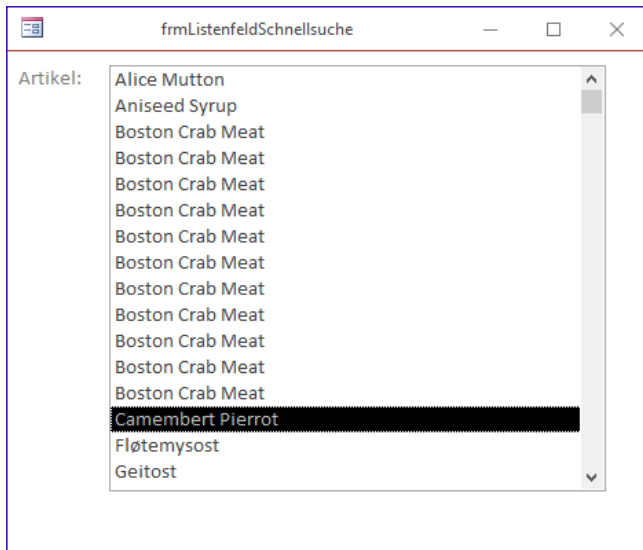 frmListenfeldSchnellsuche
Artikel:
Alice Mutton
Aniseed Syrup
Boston Crab Meat
Boston Crab Meat
Boston Crab Meat
Boston Crab Meat
Boston Crab Meat
Boston Crab Meat
Boston Crab Meat
Boston Crab Meat
Boston Crab Meat
Boston Crab Meat
Boston Crab Meat
Camembert Pierrot
Fløtemysost
Geitost